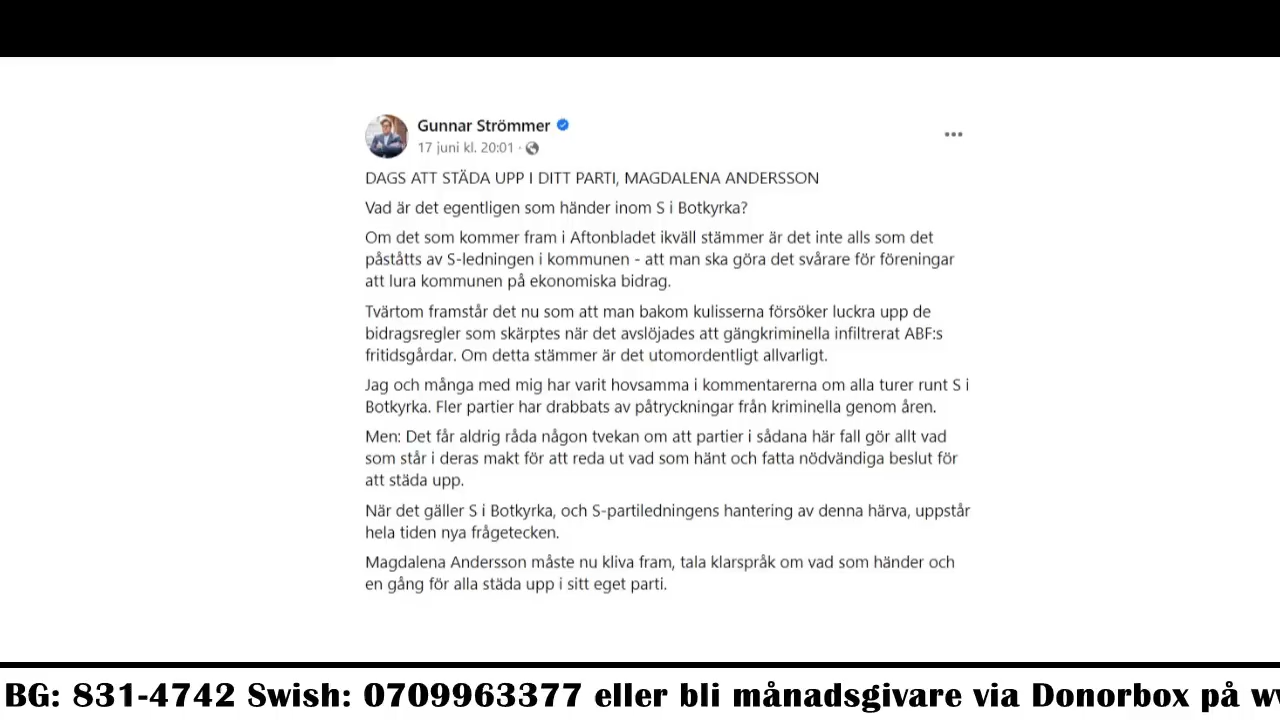 Gunnar Strömmer
17 juni kl. 20:01 ·
DAGS ATT STÄDA UPP I DITT PARTI, MAGDALENA ANDERSSON
Vad är det egentligen som händer inom S i Botkyrka?
Om det som kommer fram i Aftonbladet ikväll stämmer är det inte alls som det
påståtts av S-ledningen i kommunen - att man ska göra det svårare för föreningar
att lura kommunen på ekonomiska bidrag.
Tvärtom framstår det nu som att man bakom kulisserna försöker luckra upp de
bidragsregler som skärptes när det avslöjades att gängkriminella infiltrerat ABF:s
fritidsgårdar. Om detta stämmer är det utomordentligt allvarligt.
Jag och många med mig har varit hovsamma i kommentarerna om alla turer runt S i
Botkyrka. Fler partier har drabbats av påtryckningar från kriminella genom åren.
Men: Det får aldrig råda någon tvekan om att partier i sådana här fall gör allt vad
som står i deras makt för att reda ut vad som hänt och fatta nödvändiga beslut för
att städa upp.
När det gäller S i Botkyrka, och S-partiledningens hantering av denna härva, uppstår
hela tiden nya frågetecken.
Magdalena Andersson måste nu kliva fram, tala klarspråk om vad som händer och
en gång för alla städa upp i sitt eget parti.
BG: 831-4742 Swish: 0709963377 eller bli månadsgivare via Donorbox på